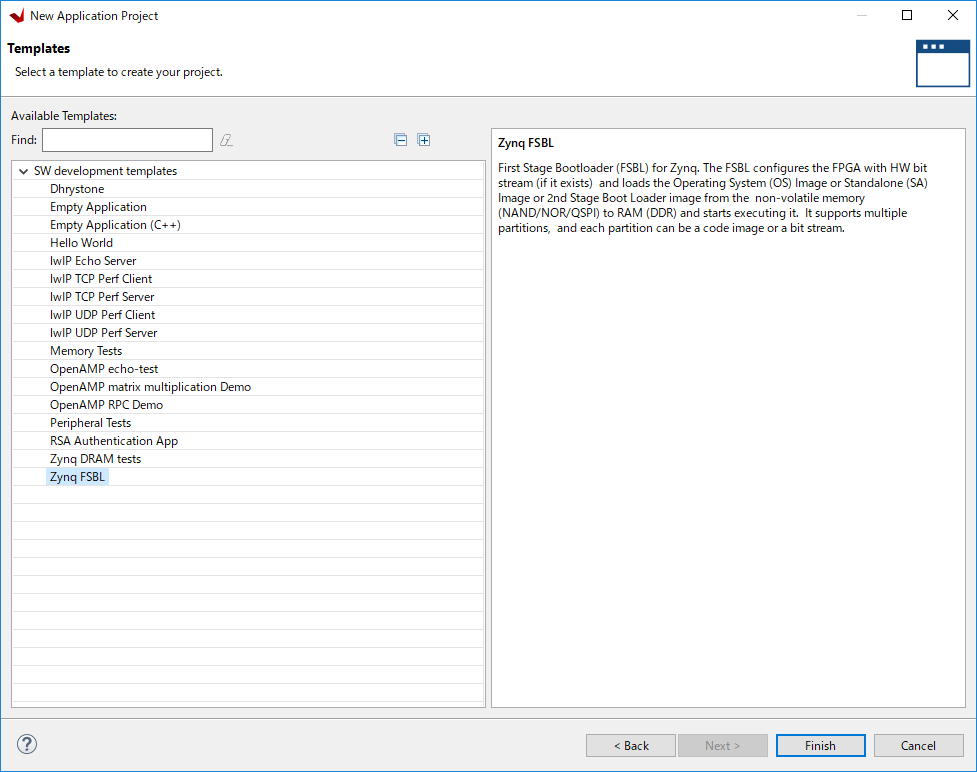 New Application Project
Templates
Select a template to create your project.
Available Templates:
Find:
SW development templates
Dhrystone
Empty Application
Empty Application (C++)
Hello World
lwIP Echo Server
lwIP TCP Perf Client
lwIP TCP Perf Server
lwIP UDP Perf Client
lwIP UDP Perf Server
Memory Tests
OpenAMP echo-test
OpenAMP matrix multiplication Demo
OpenAMP RPC Demo
Peripheral Tests
RSA Authentication App
Zynq DRAM tests
Zynq FSBL
Zynq FSBL
First Stage Bootloader (FSBL) for Zynq. The FSBL configures the FPGA with HW bit
stream (if it exists)  and loads the Operating System (OS) Image or Standalone (SA)
Image or 2nd Stage Boot Loader image from the  non-volatile memory
(NAND/NOR/QSPI) to RAM (DDR) and starts executing it.  It supports multiple
partitions,  and each partition can be a code image or a bit stream.
?
< Back
Next >
Finish
Cancel